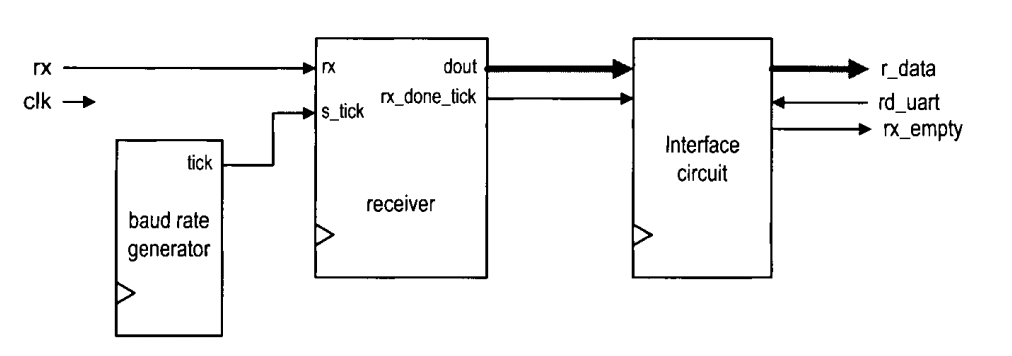 rx
clk
tick
baud rate
generator
rx
s_tick
dout
rx_done_tick
receiver
Interface
circuit
r_data
rd_uart
rx_empty